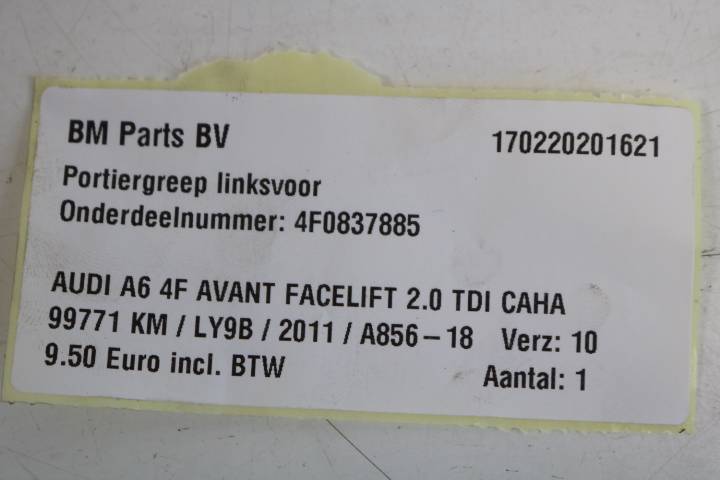 BM Parts BV 170220201621
Portiergreep linksvoor
Onderdeelnummer: 4F0837885
AUDI A6 4F AVANT FACELIFT 2.0 TDI CAHA
99771 KM / LY9B / 2011 / A856-18 Verz: 10
9.50 Euro incl. BTW Aantal: 1